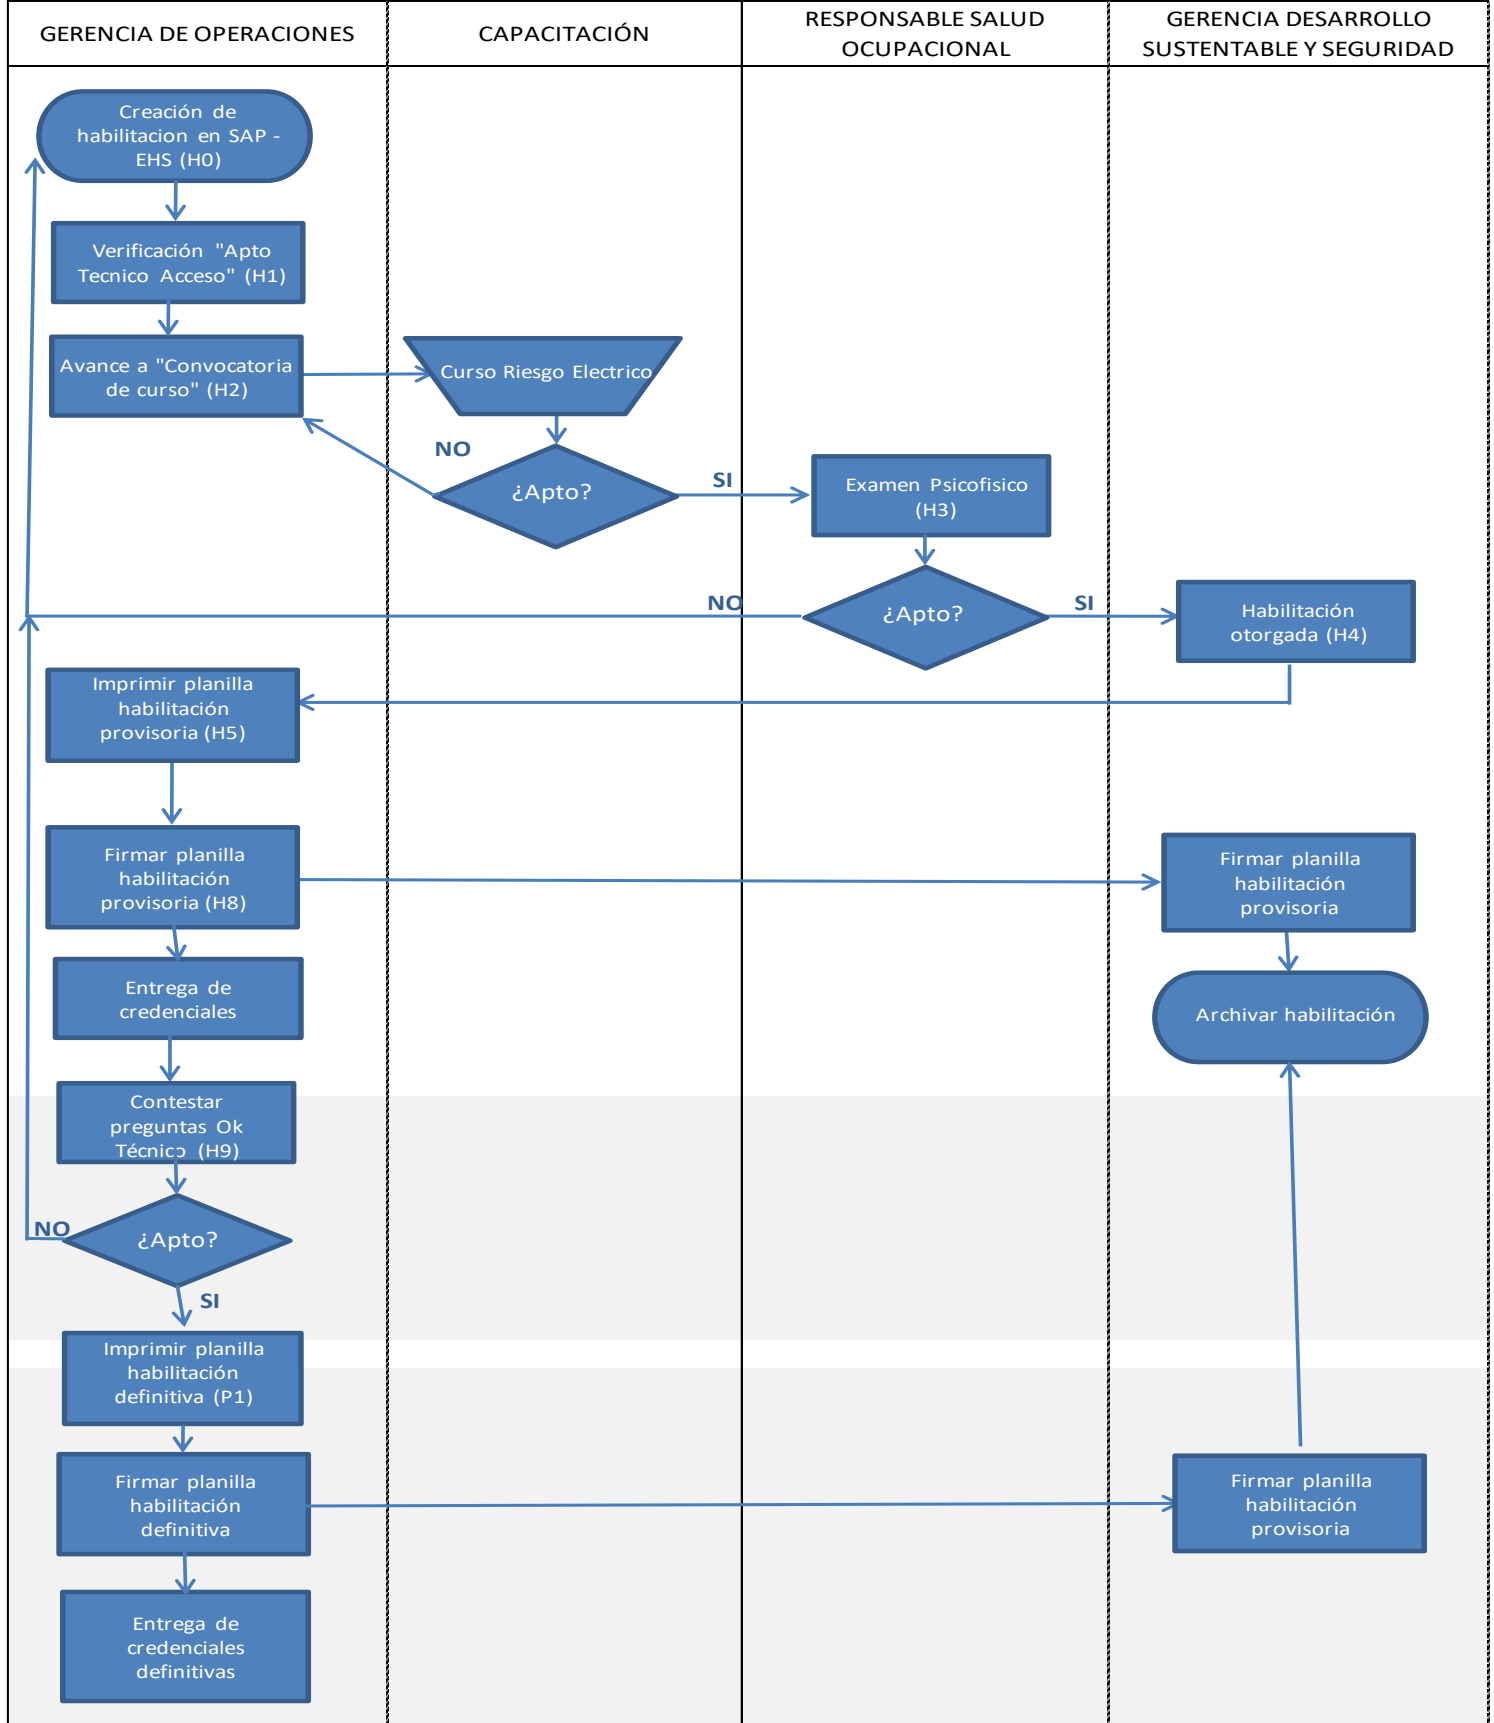 GERENCIA DE OPERACIONES
CAPACITACIÓN
RESPONSABLE SALUD
OCUPACIONAL
GERENCIA DESARROLLO
SUSTENTABLE Y SEGURIDAD
Creación de
habilitacion en SAP -
EHS (H0)
Verificación "Apto
Tecnico Acceso" (H1)
Avance a "Convocatoria
de curso" (H2)
Curso Riesgo Electrico
NO
¿Apto?
SI
Examen Psicofisico
(H3)
NO
¿Apto?
SI
Habilitación
otorgada (H4)
Imprimir planilla
habilitación
provisoria (H5)
Firmar planilla
habilitación
provisoria (H8)
Firmar planilla
habilitación
provisoria
Entrega de
credenciales
Archivar habilitación
Contestar
preguntas Ok
Técnico (H9)
NO
¿Apto?
SI
Imprimir planilla
habilitación
definitiva (P1)
Firmar planilla
habilitación
definitiva
Firmar planilla
habilitación
provisoria
Entrega de
credenciales
definitivas